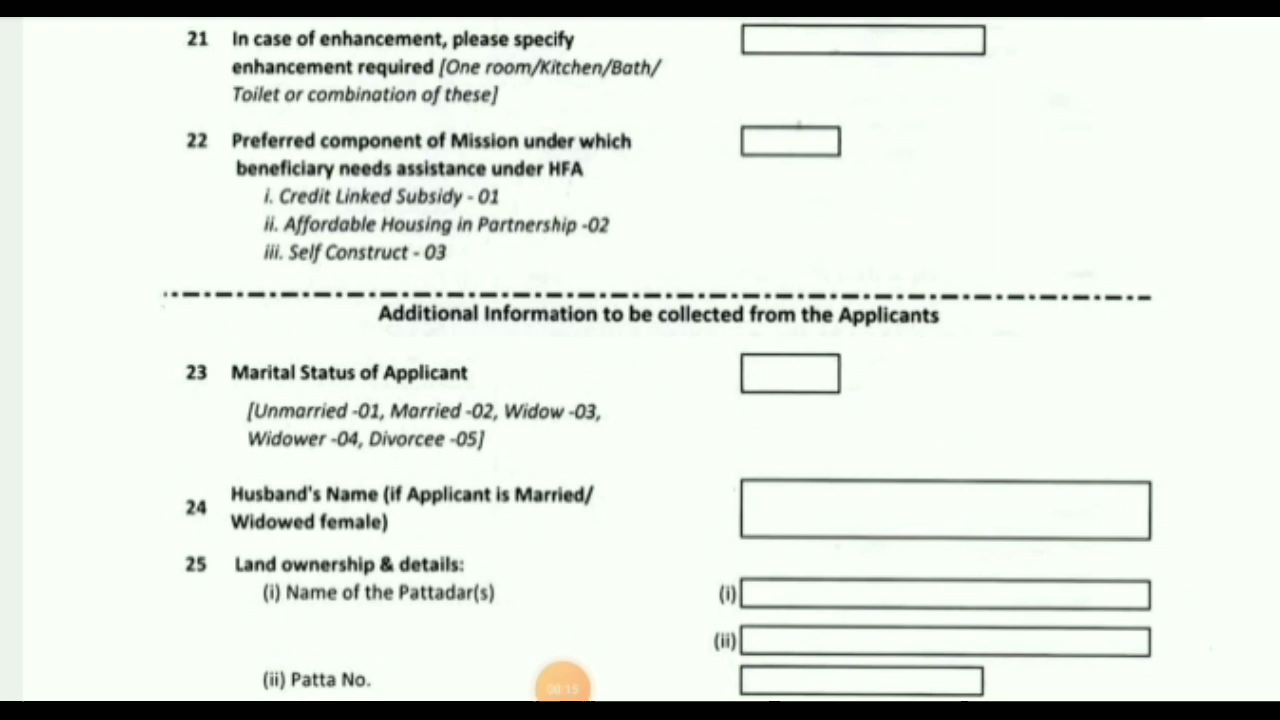 21 In case of enhancement, please specify
enhancement required [One room/Kitchen/Bath/
Toilet or combination of these]
22 Preferred component of Mission under which
beneficiary needs assistance under HFA
i. Credit Linked Subsidy - 01
ii. Affordable Housing in Partnership -02
iii. Self Construct - 03
Additional Information to be collected from the Applicants
23 Marital Status of Applicant
[Unmarried -01, Married -02, Widow -03,
Widower -04, Divorcee -05]
24 Husband's Name (if Applicant is Married/
Widowed female)
25 Land ownership & details:
(i) Name of the Pattadar(s) (i)
(ii)
(ii) Patta No.
00:15